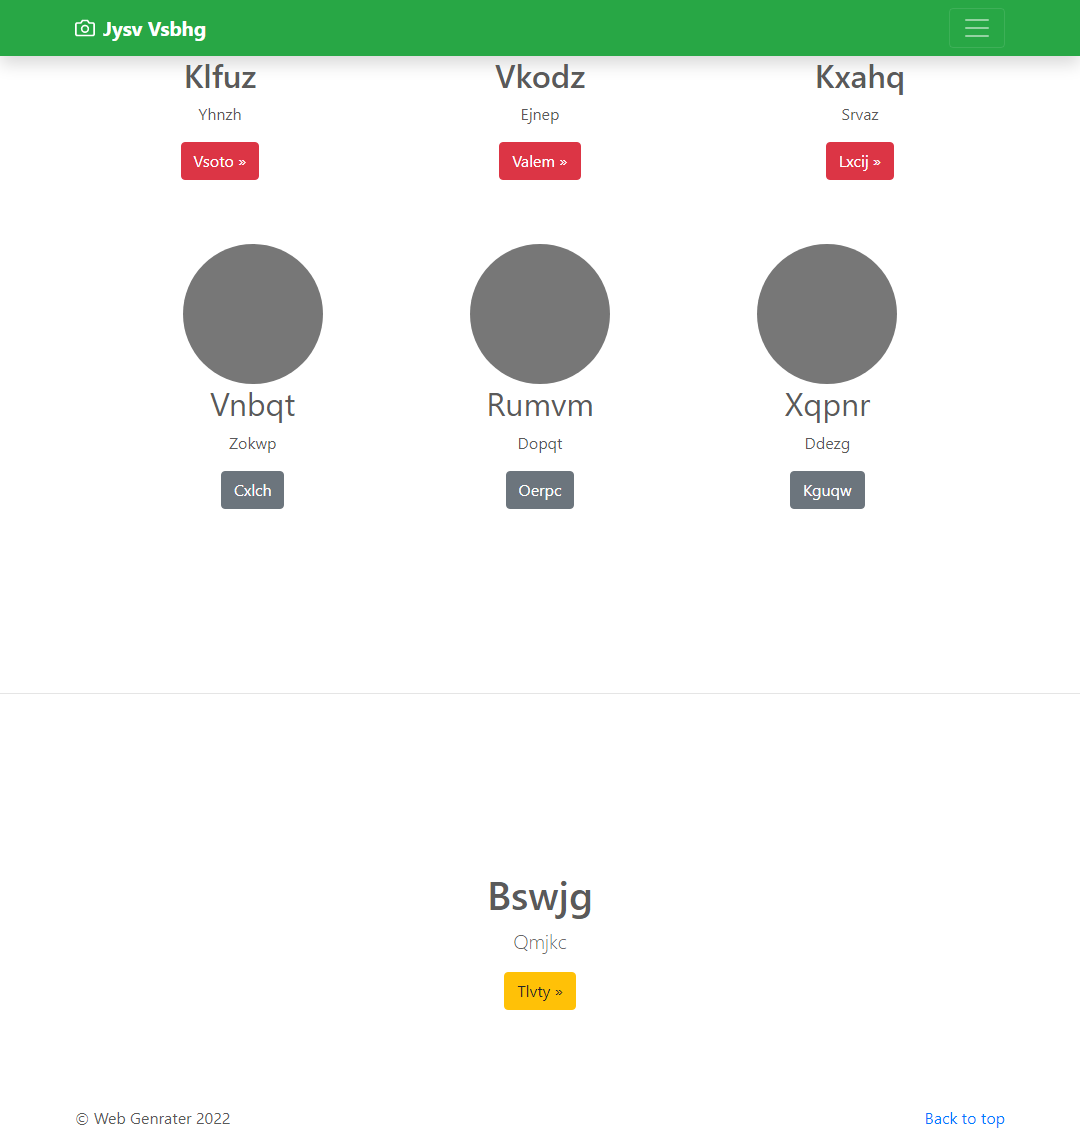 Jysv Vsbhg
Klfuz Vkodz Kxahq
Yhnzh Ejnep Srvaz
Vsoto » Valem » Lxcij »
Vnbqt Rumvm Xqpnr
Zokwp Dopqt Ddezg
Cxlch Oerpc Kguqw
Bswjg
Qmjkc
Tlvty »
© Web Genrater 2022 Back to top